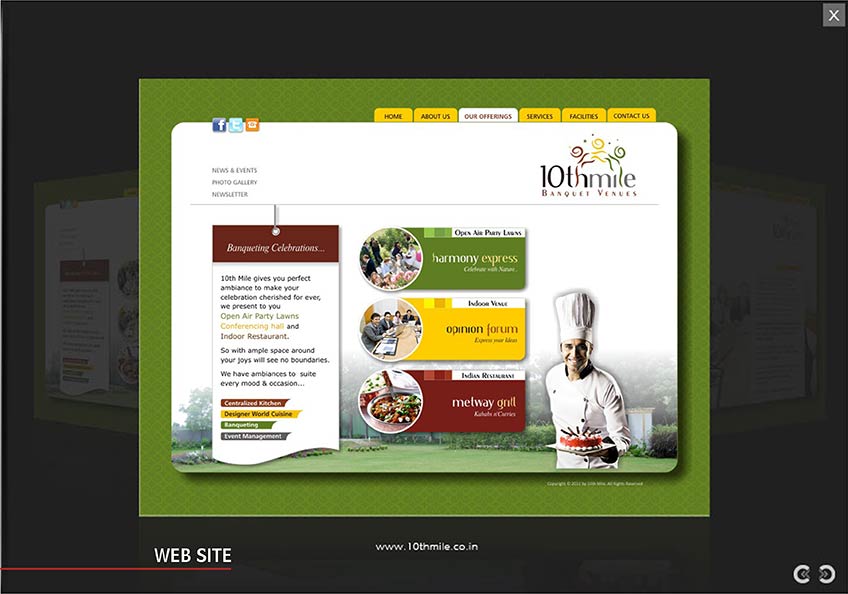 X
HOME ABOUT US OUR OFFERINGS SERVICES FACILITIES CONTACT US
NEWS & EVENTS
PHOTO GALLERY
NEWSLETTER
10thmile
BANQUET VENUES
Banqueting Celebrations...
10th Mile gives you perfect
ambiance to make your
celebration cherished for ever,
we present to you
Open Air Party Lawns
Conferencing hall and
Indoor Restaurant.
So with ample space around
your joys will see no boundaries.
We have ambiances to suite
every mood & occasion...
Centralized Kitchen
Designer World Cuisine
Banqueting
Event Management
OPEN AIR PARTY LAWNS
harmony express
Celebrate with Nature..
INDOOR VENUE
opinion forum
Express your Ideas
INDIAN RESTAURANT
metway grill
Kababs n'Curries
Copyright © 2011 by 10th Mile. All Rights Reserved
WEB SITE
www.10thmile.co.in